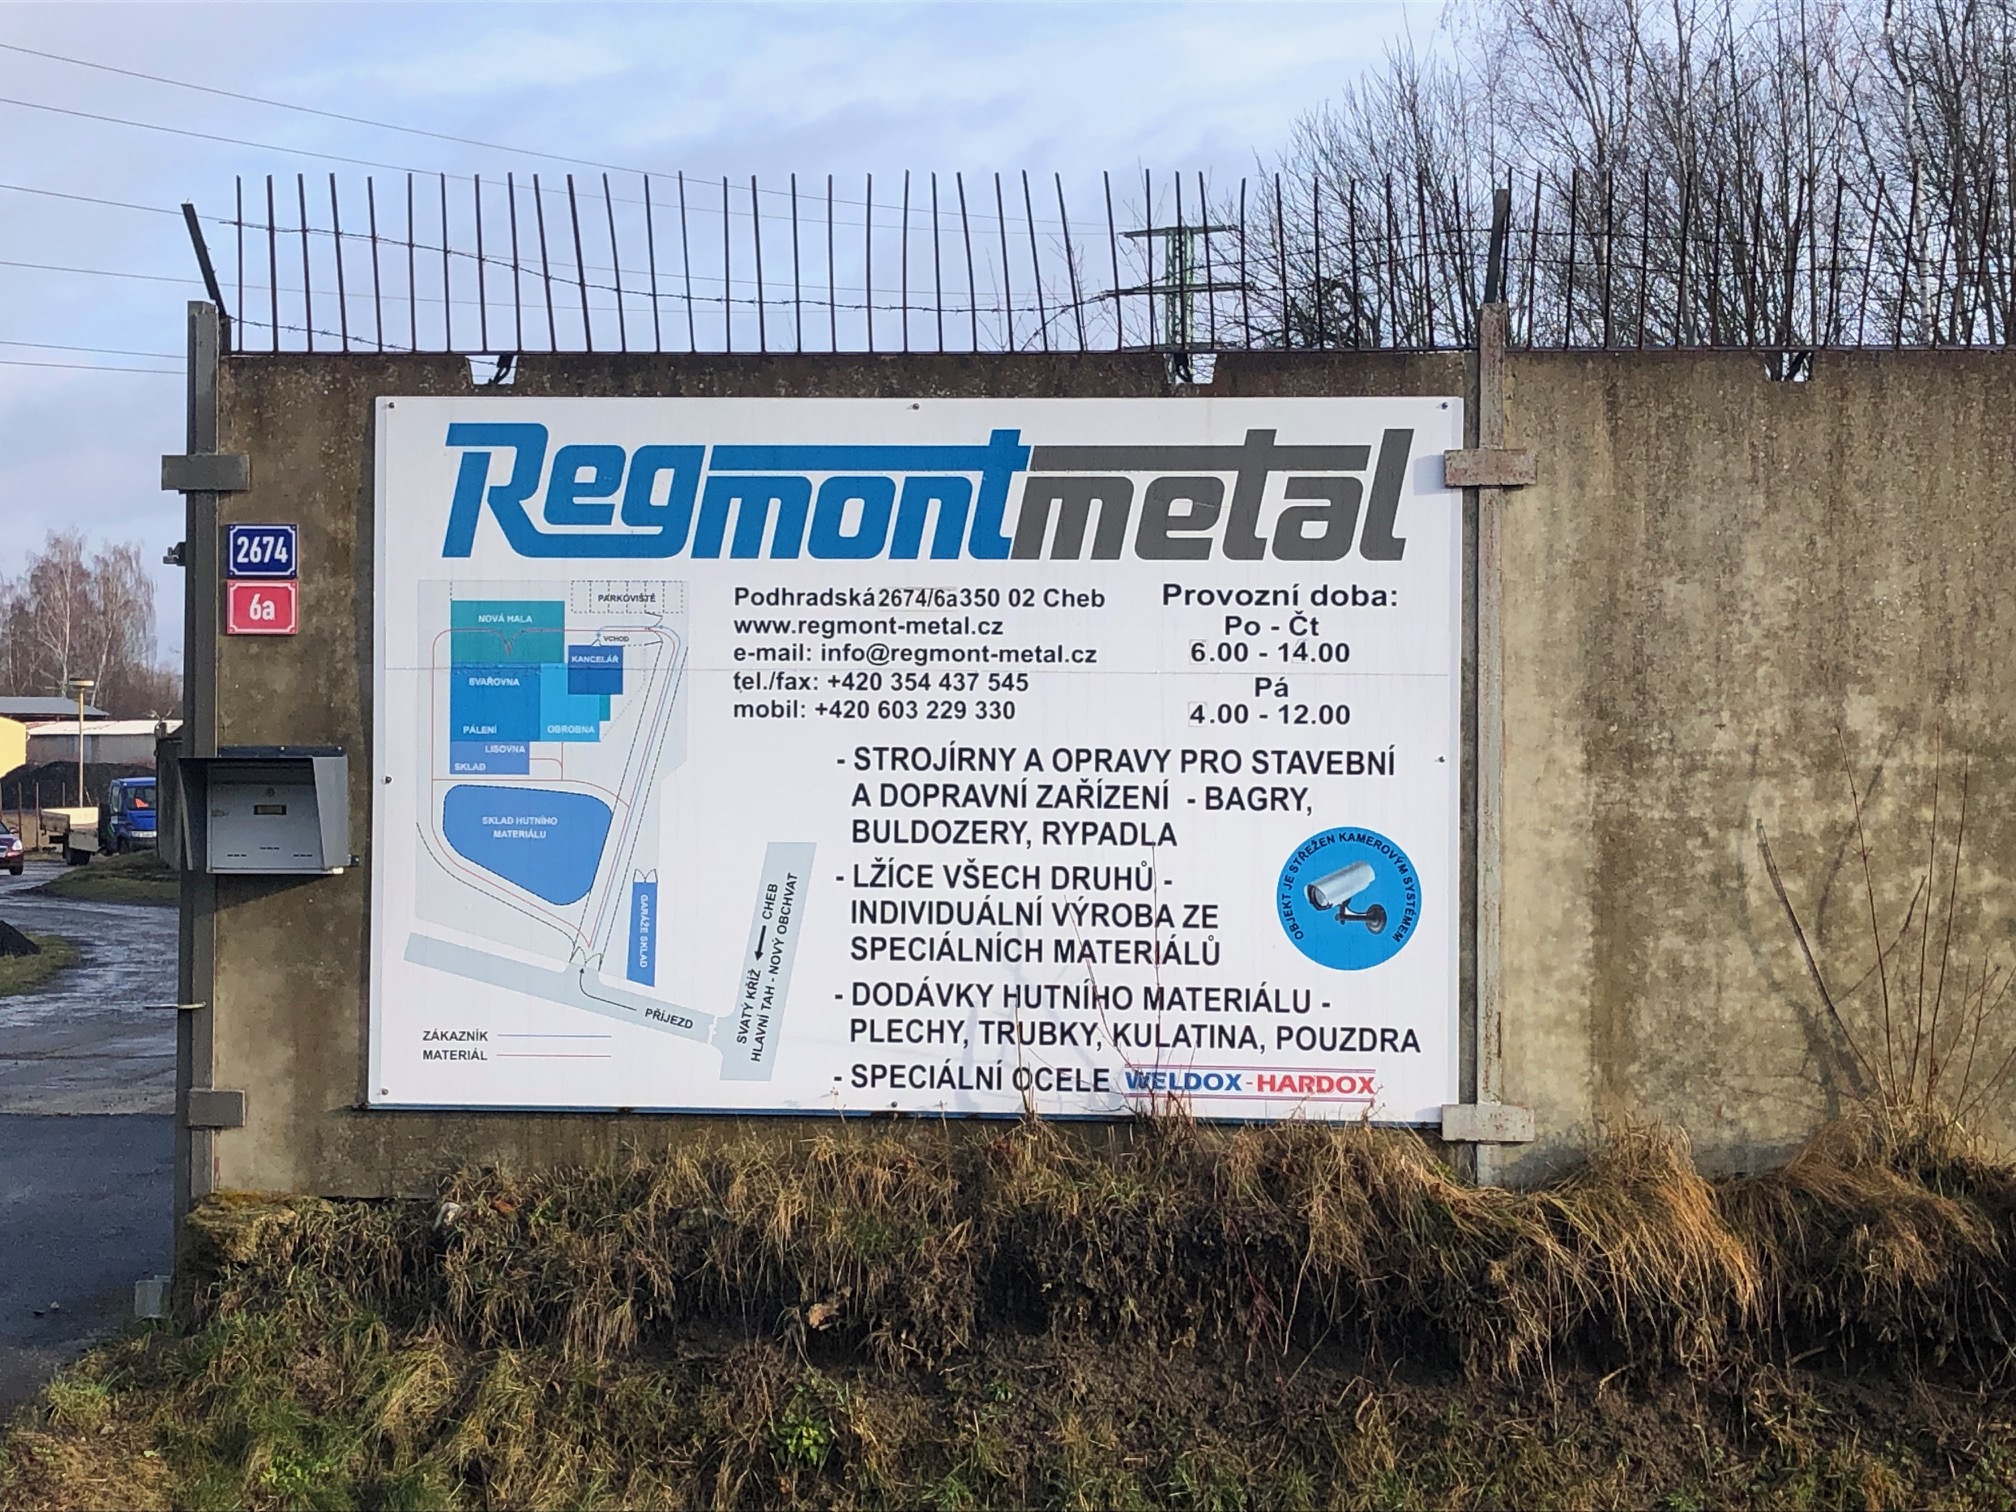 Regmontmetal
2674
6a
Podhradská 2674/6a 350 02 Cheb
www.regmont-metal.cz
e-mail: info@regmont-metal.cz
tel./fax: +420 354 437 545
mobil: +420 603 229 330
Provozní doba:
Po - Čt
6.00 - 14.00
Pá
4.00 - 12.00
PARKOVIŠTĚ
NOVÁ HALA
VCHOD
KANCELÁŘ
SVAŘOVNA
PÁLENÍ
OBROBNA
LISOVNA
SKLAD
SKLAD HUTNÍHO
MATERIÁLU
GARÁŽE SKLAD
PŘÍJEZD
SVATÝ KŘÍŽ CHEB
HLAVNÍ TAH - NOVÝ OBCHVAT
ZÁKAZNÍK
MATERIÁL
- STROJÍRNY A OPRAVY PRO STAVEBNÍ
A DOPRAVNÍ ZAŘÍZENÍ - BAGRY,
BULDOZERY, RYPADLA
- LŽÍCE VŠECH DRUHŮ -
INDIVIDUÁLNÍ VÝROBA ZE
SPECIÁLNÍCH MATERIÁLŮ
- DODÁVKY HUTNÍHO MATERIÁLU -
PLECHY, TRUBKY, KULATINA, POUZDRA
- SPECIÁLNÍ OCELE WELDOX-HARDOX
OBJEKT JE STŘEŽEN KAMEROVÝM SYSTÉMEM